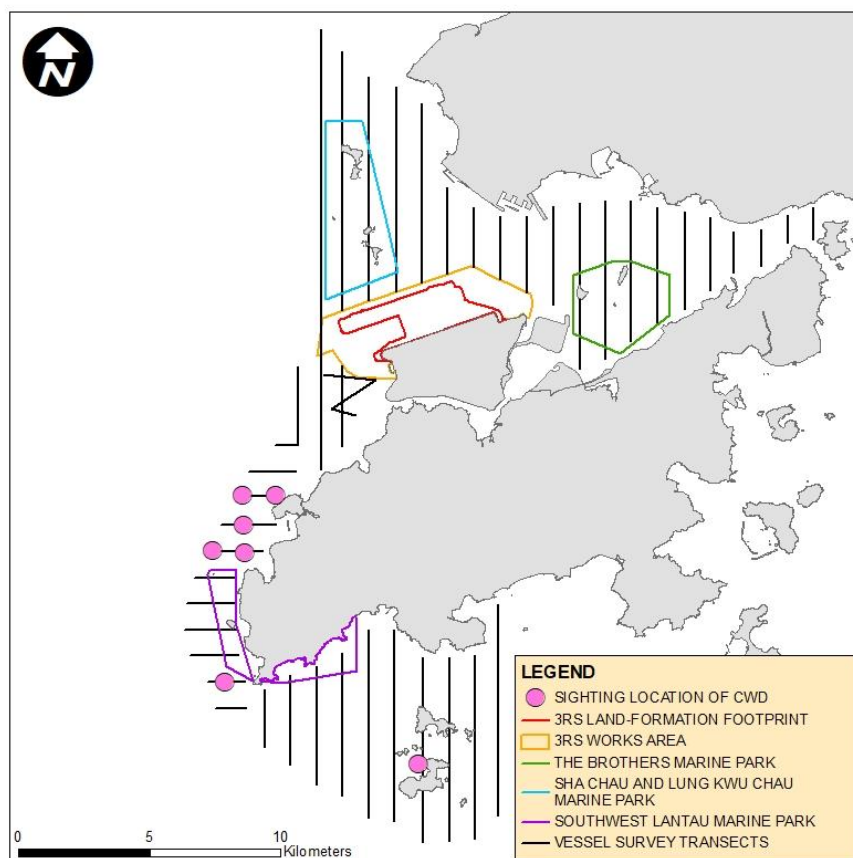 N
LEGEND
SIGHTING LOCATION OF CWD
3RS LAND-FORMATION FOOTPRINT
3RS WORKS AREA
THE BROTHERS MARINE PARK
SHA CHAU AND LUNG KWU CHAU
MARINE PARK
SOUTHWEST LANTAU MARINE PARK
VESSEL SURVEY TRANSECTS
0 5 10
Kilometers